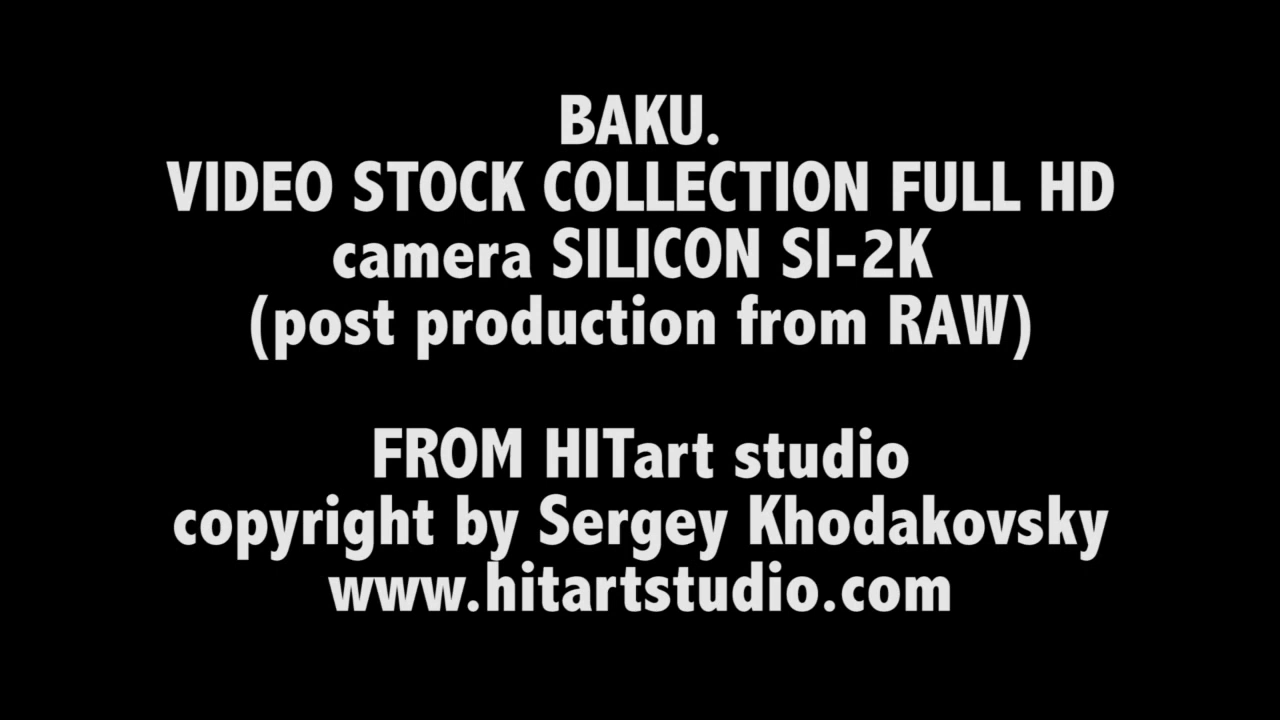 BAKU.
VIDEO STOCK COLLECTION FULL HD
camera SILICON SI-2K
(post production from RAW)
FROM HITart studio
copyright by Sergey Khodakovsky
www.hitartstudio.com